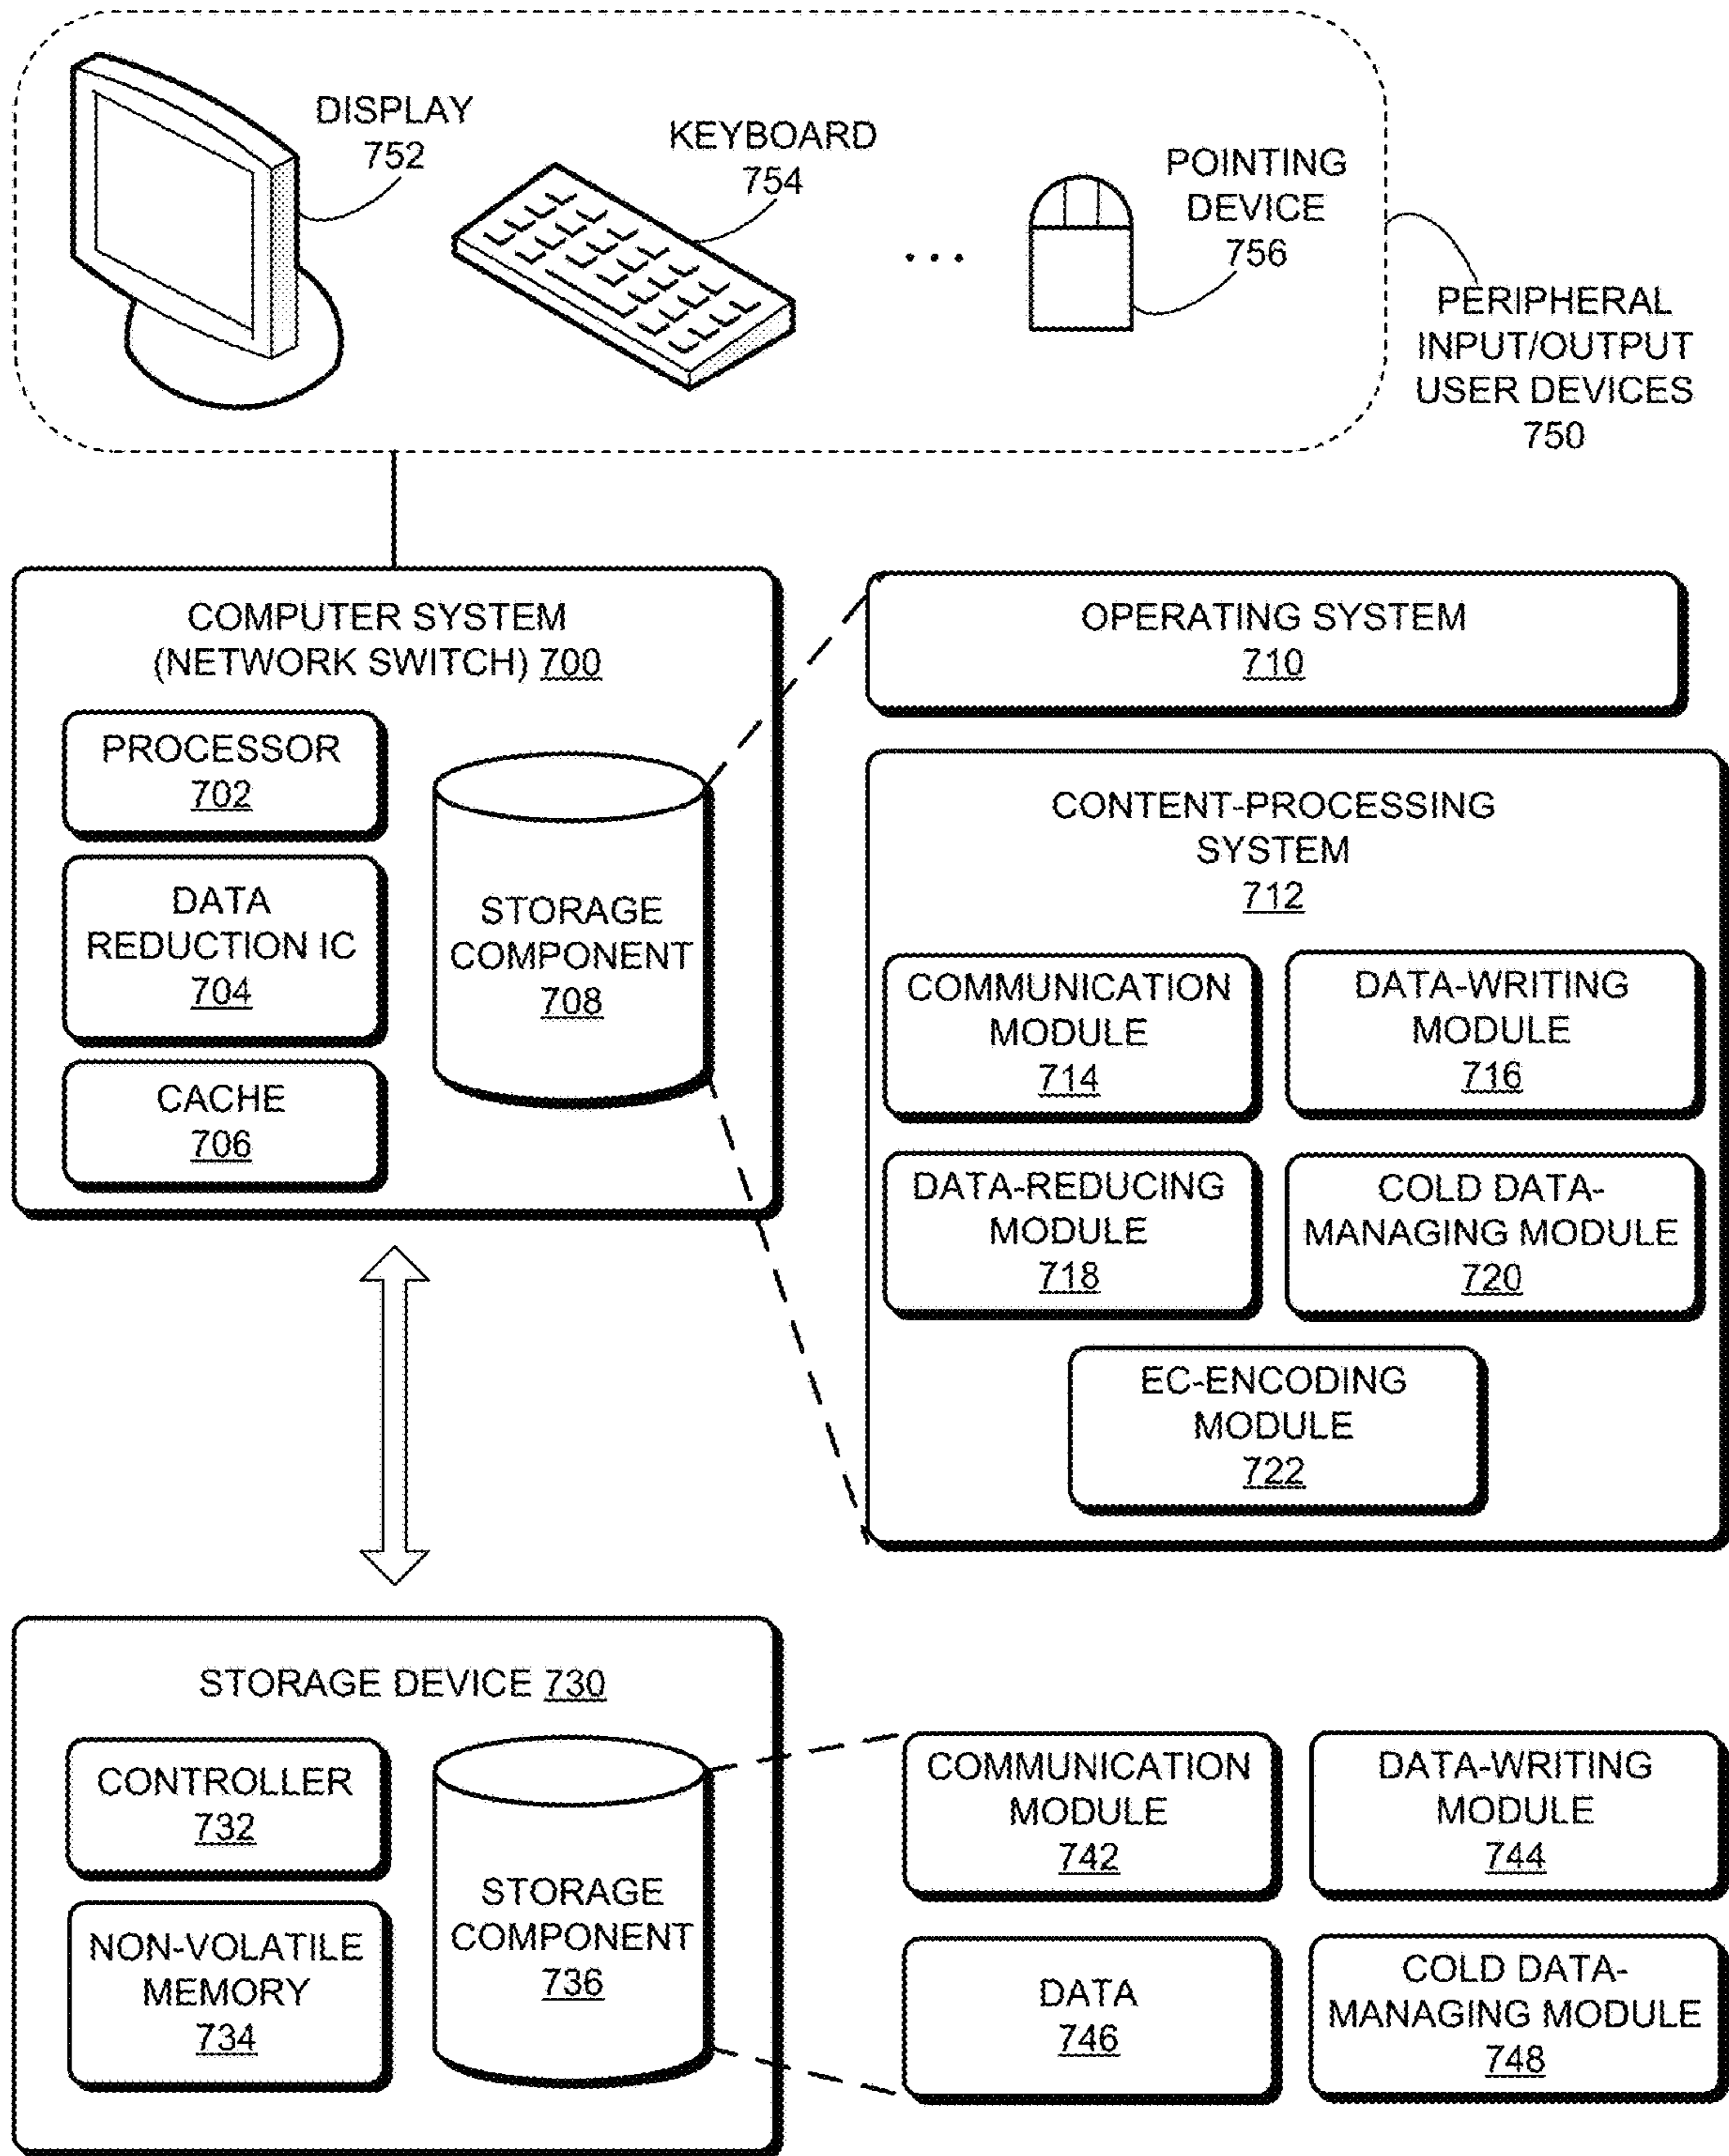 DISPLAY
752
KEYBOARD
754
POINTING
DEVICE
756
PERIPHERAL
INPUT/OUTPUT
USER DEVICES
750
COMPUTER SYSTEM
(NETWORK SWITCH) 700
PROCESSOR
702
DATA
REDUCTION IC
704
CACHE
706
STORAGE
COMPONENT
708
OPERATING SYSTEM
710
CONTENT-PROCESSING
SYSTEM
712
COMMUNICATION
MODULE
714
DATA-WRITING
MODULE
716
DATA-REDUCING
MODULE
718
COLD DATA-
MANAGING MODULE
720
EC-ENCODING
MODULE
722
STORAGE DEVICE 730
CONTROLLER
732
NON-VOLATILE
MEMORY
734
STORAGE
COMPONENT
736
COMMUNICATION
MODULE
742
DATA-WRITING
MODULE
744
DATA
746
COLD DATA-
MANAGING MODULE
748